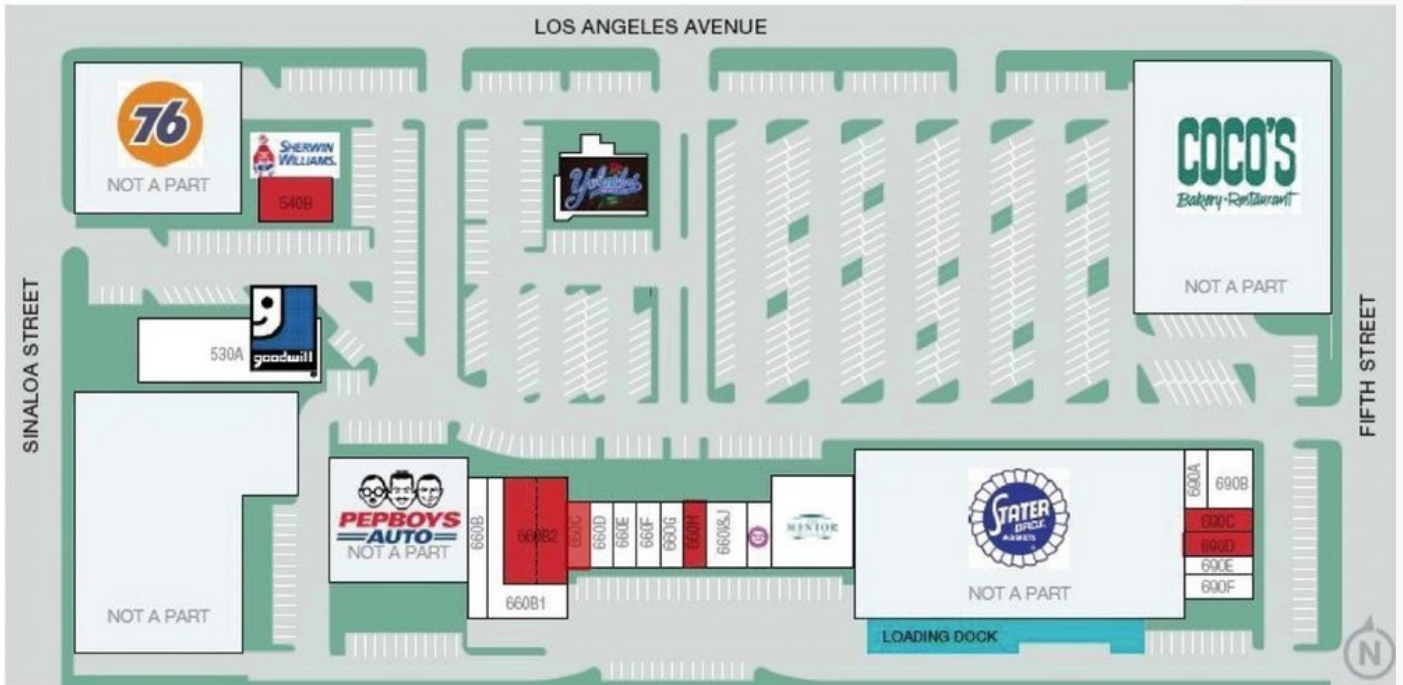 LOS ANGELES AVENUE
76
NOT A PART
SHERWIN
WILLIAMS.
540B
COCO'S
Bakery•Restaurant
NOT A PART
SINALOA STREET
FIFTH STREET
530A
goodwill
NOT A PART
PEPBOYS
AUTO
NOT A PART
660B
660B2
660B1
660C
660D
660E
660F
660G
660H
660I&J
MENTOR
STATER
BROS.
MARKETS
NOT A PART
690A
690B
690C
690D
690E
690F
LOADING DOCK
N